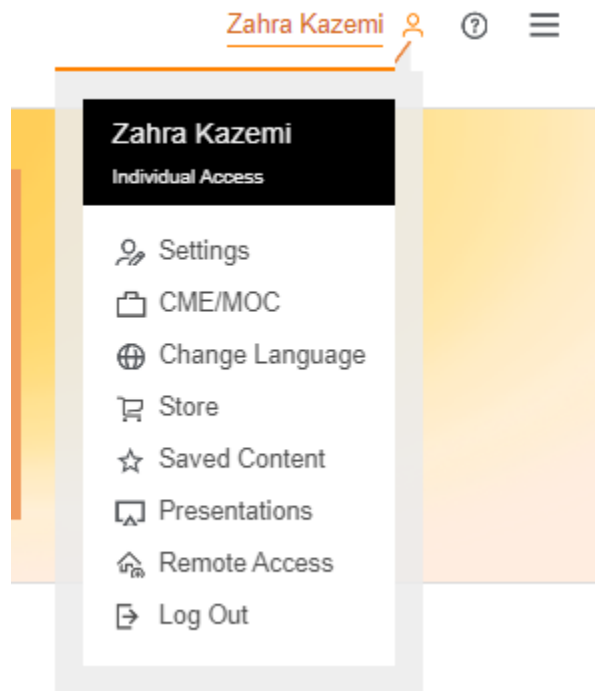 Zahra Kazemi
Zahra Kazemi
Individual Access
Settings
CME/MOC
Change Language
Store
Saved Content
Presentations
Remote Access
Log Out